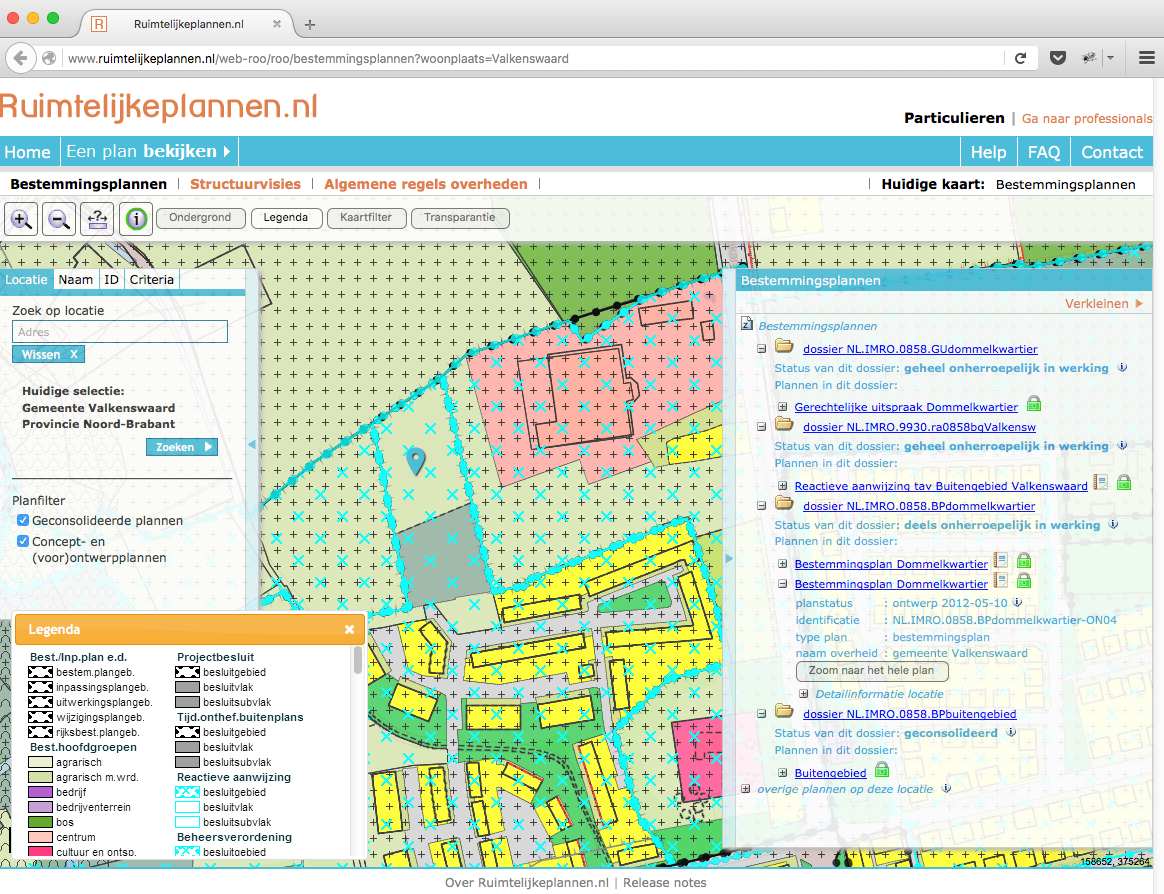 R Ruimtelijkeplannen.nl
www.ruimtelijkeplannen.nl/web-roo/roo/bestemmingsplannen?woonplaats=Valkenswaard
Ruimtelijkeplannen.nl
Particulieren | Ga naar professionals
Home Een plan bekijken Help FAQ Contact
Bestemmingsplannen | Structuurvisies | Algemene regels overheden | | Huidige kaart: Bestemmingsplannen
Ondergrond Legenda Kaartfilter Transparantie
Locatie Naam ID Criteria
Zoek op locatie
Adres
Wissen X
Huidige selectie:
Gemeente Valkenswaard
Provincie Noord-Brabant
Zoeken
Planfilter
Geconsolideerde plannen
Concept- en
(voor)ontwerpplannen
Legenda
Best./Inp.plan e.d.
bestem.plangeb.
inpassingsplangeb.
uitwerkingsplangeb.
wijzigingsplangeb.
rijksbest.plangeb.
Best.hoofdgroepen
agrarisch
agrarisch m.wrd.
bedrijf
bedrijventerrein
bos
centrum
cultuur en ontsp.
Projectbesluit
besluitgebied
besluitvlak
besluitsubvlak
Tijd.onthef.buitenplans
besluitgebied
besluitvlak
besluitsubvlak
Reactieve aanwijzing
besluitgebied
besluitvlak
besluitsubvlak
Beheersverordening
besluitgebied
Bestemmingsplannen
Verkleinen
Bestemmingsplannen
dossier NL.IMRO.0858.GUdommelkwartier
Status van dit dossier: geheel onherroepelijk in werking
Plannen in dit dossier:
Gerechtelijke uitspraak Dommelkwartier
dossier NL.IMRO.9930.ra0858bgValkensw
Status van dit dossier: geheel onherroepelijk in werking
Plannen in dit dossier:
Reactieve aanwijzing tav Buitengebied Valkenswaard
dossier NL.IMRO.0858.BPdommelkwartier
Status van dit dossier: deels onherroepelijk in werking
Plannen in dit dossier:
Bestemmingsplan Dommelkwartier
Bestemmingsplan Dommelkwartier
planstatus : ontwerp 2012-05-10
identificatie : NL.IMRO.0858.BPdommelkwartier-ON04
type plan : bestemmingsplan
naam overheid : gemeente Valkenswaard
Zoom naar het hele plan
Detailinformatie locatie
dossier NL.IMRO.0858.BPbuitengebied
Status van dit dossier: geconsolideerd
Plannen in dit dossier:
Buitengebied
overige plannen op deze locatie
158652, 375264
Over Ruimtelijkeplannen.nl | Release notes